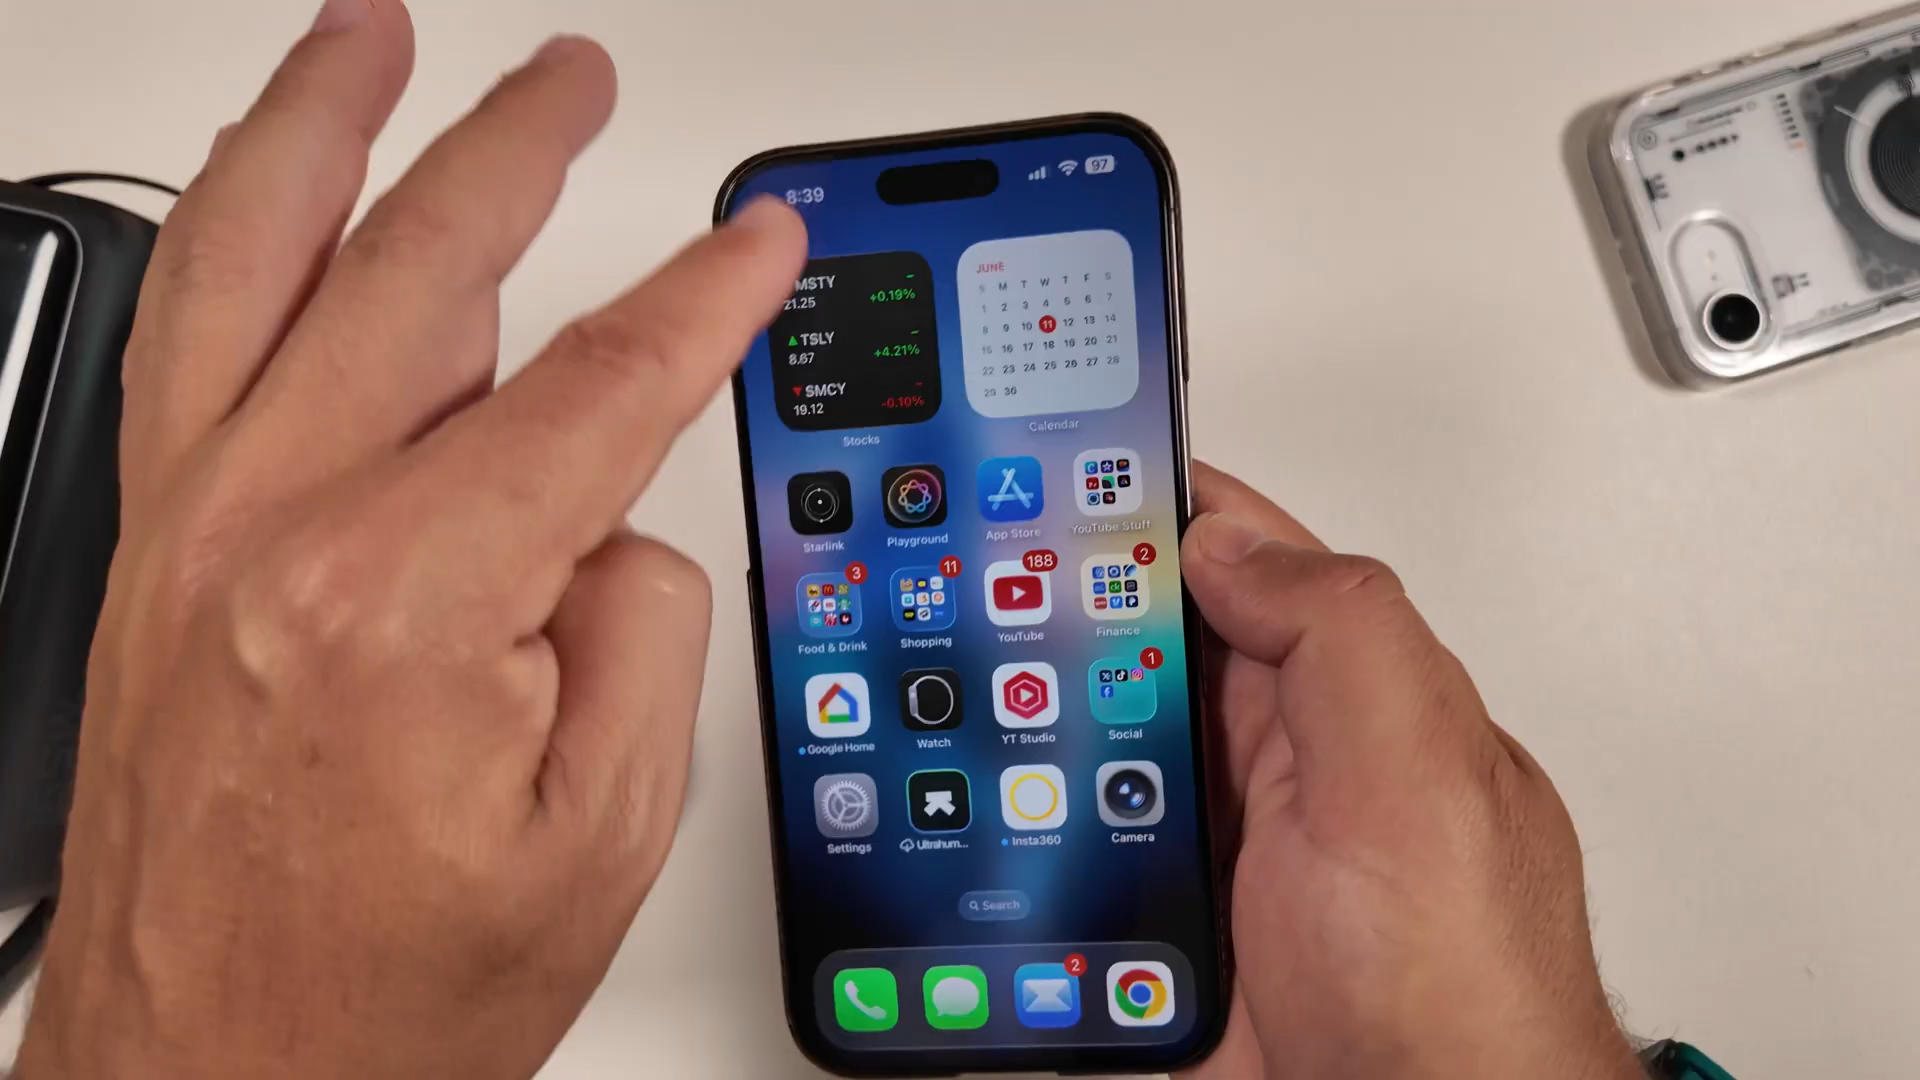 8:39
97
MSTY
21.25
+0.19%
TSLY
8.67
+4.21%
SMCY
19.12
-0.10%
Stocks
JUNE
S M T W T F S
1 2 3 4 5 6 7
8 9 10 11 12 13 14
15 16 17 18 19 20 21
22 23 24 25 26 27 28
29 30
Calendar
Starlink
Playground
App Store
YouTube Stuff
3
11
188
2
Food & Drink
Shopping
YouTube
Finance
1
Google Home
Watch
YT Studio
Social
Settings
Ultrahum...
Insta360
Camera
Search
2